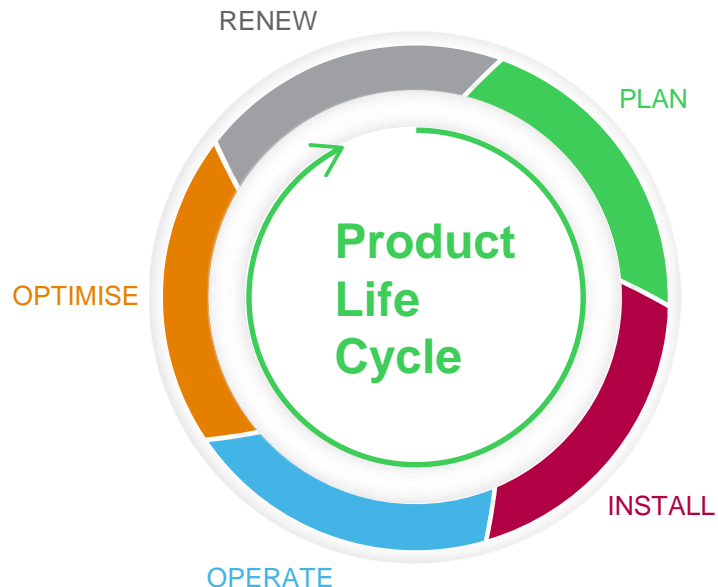 RENEW
PLAN
Product
Life
Cycle
OPTIMISE
INSTALL
OPERATE